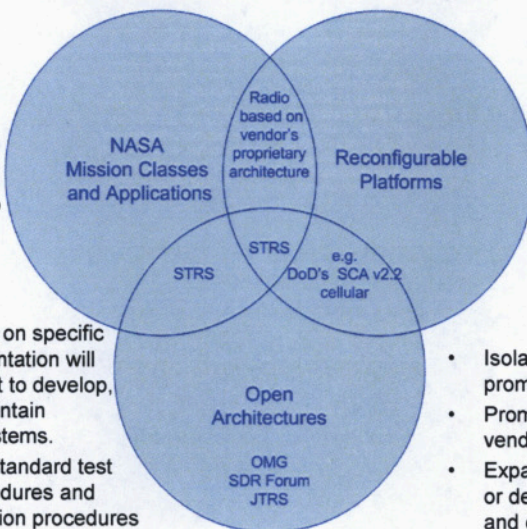 Radio
based on
vendor's
proprietary
architecture
NASA
Mission Classes
and Applications
Reconfigurable
Platforms
STRS
STRS
e.g.
DoD's SCA v2.2
cellular
Open
Architectures
OMG
SDR Forum
JTRS
on specific
ntation will
t to develop,
ntain
stems.
tandard test
dures and
ion procedures
• Isola
prom
• Prom
vend
• Expa
or de